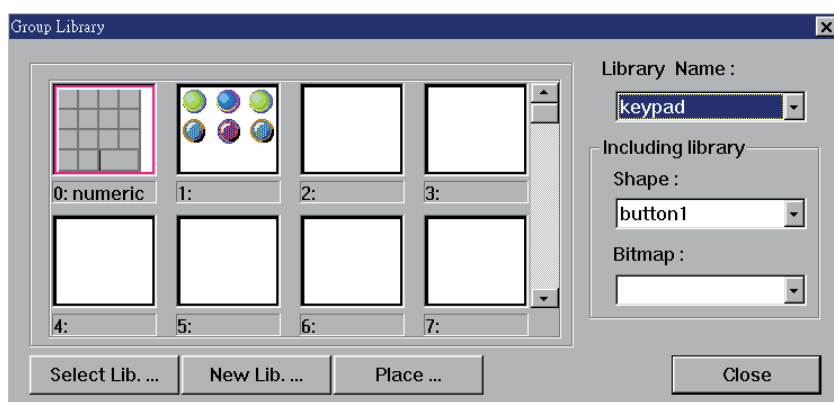 Group Library
Library Name :
keypad
Including library
Shape :
button1
Bitmap :
0: numeric
1:
2:
3:
4:
5:
6:
7:
Select Lib. ...
New Lib. ...
Place ...
Close